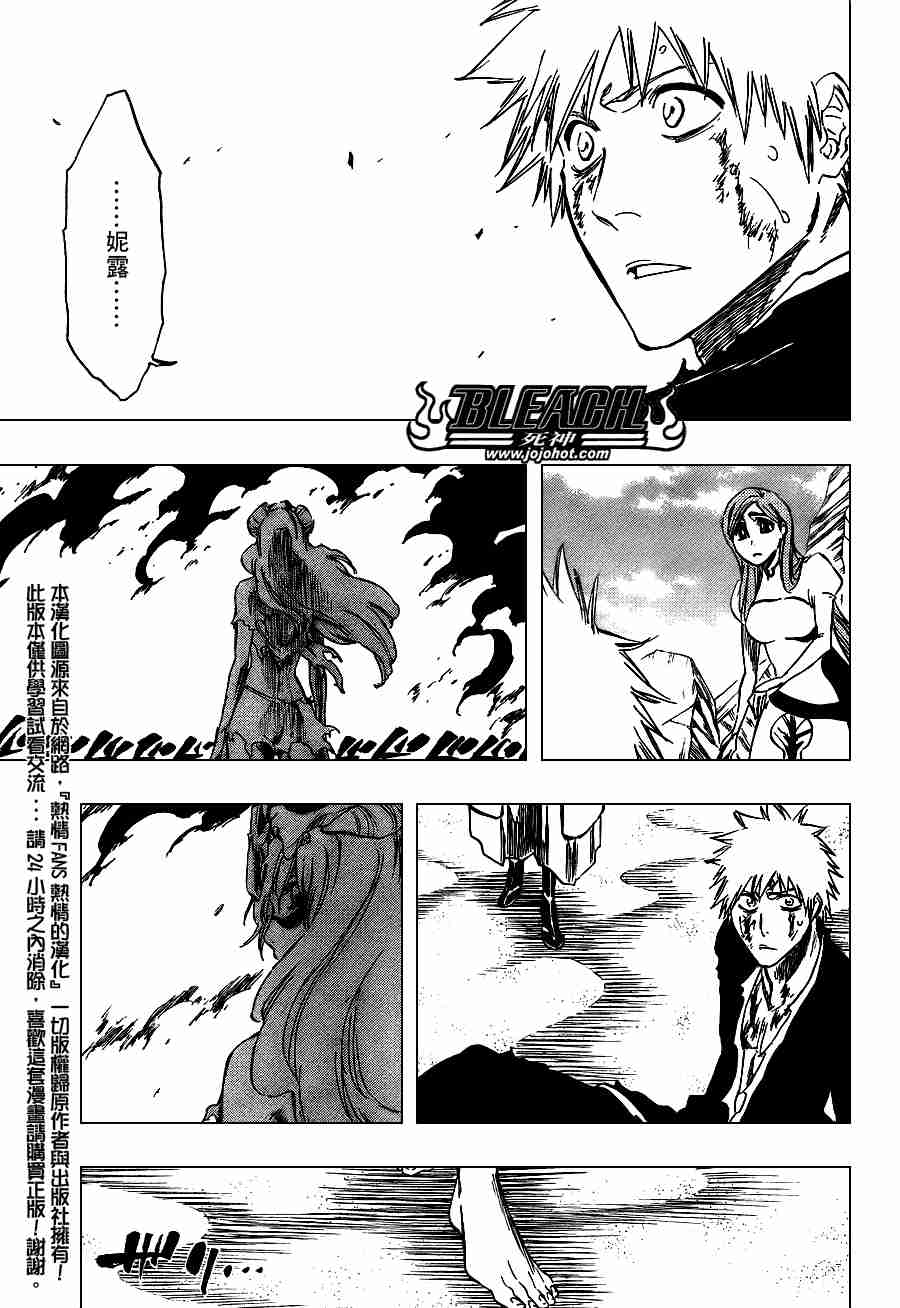 ……妮露……
BLEACH
死神
www.jojohot.com
本漢化圖源來自於網路，『熱情FANS 熱情的漢化』一切版權歸原作者與出版社擁有！
此版本僅供學習試看交流… 請24小時之內消除，喜歡這套漫畫請購買正版！謝謝。